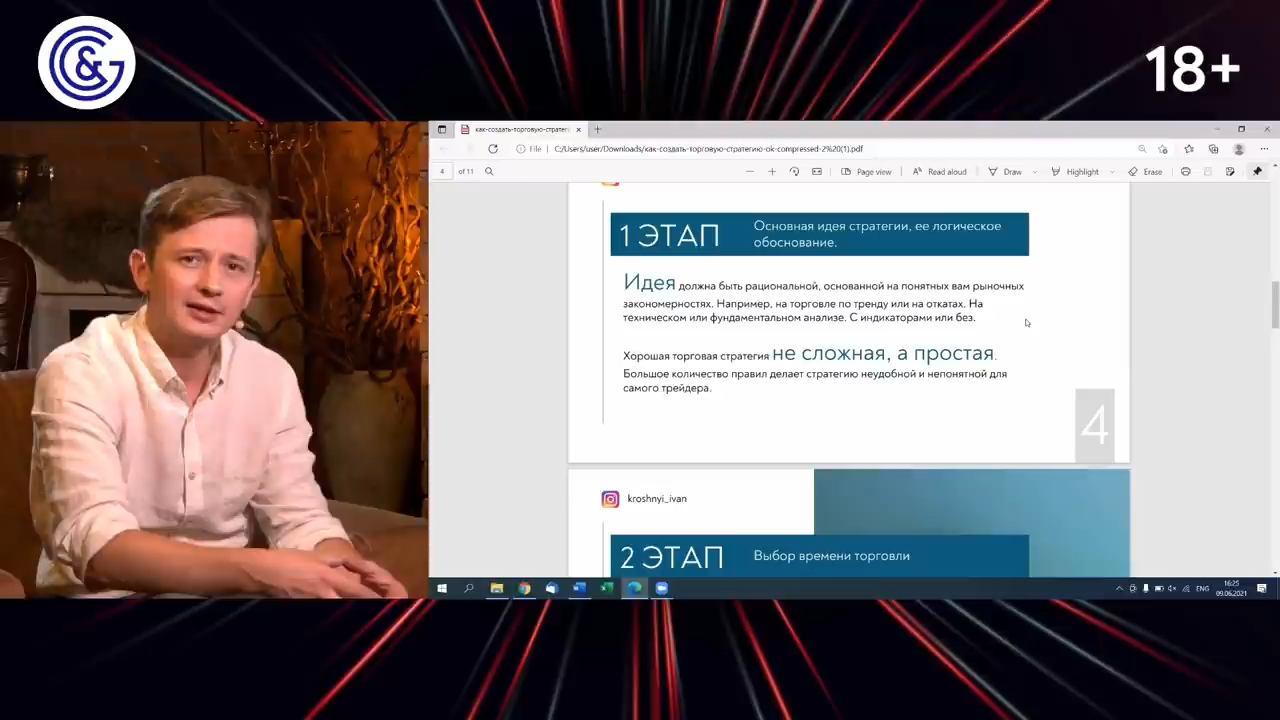 G&G
18+
как-создать-торговую-стратег
File
C:/Users/user/Downloads/как-создать-торговую-стратегию-ok-compressed-2%20(1).pdf
4
of 11
Page view
Read aloud
Draw
Highlight
Erase
1 ЭТАП
Основная идея стратегии, ее логическое
обоснование.
Идея должна быть рациональной, основанной на понятных вам рыночных
закономерностях. Например, на торговле по тренду или на откатах. На
техническом или фундаментальном анализе. С индикаторами или без.
Хорошая торговая стратегия не сложная, а простая.
Большое количество правил делает стратегию неудобной и непонятной для
самого трейдера.
4
kroshnyi_ivan
2 ЭТАП
Выбор времени торговли
ENG
16:25
09.06.2021